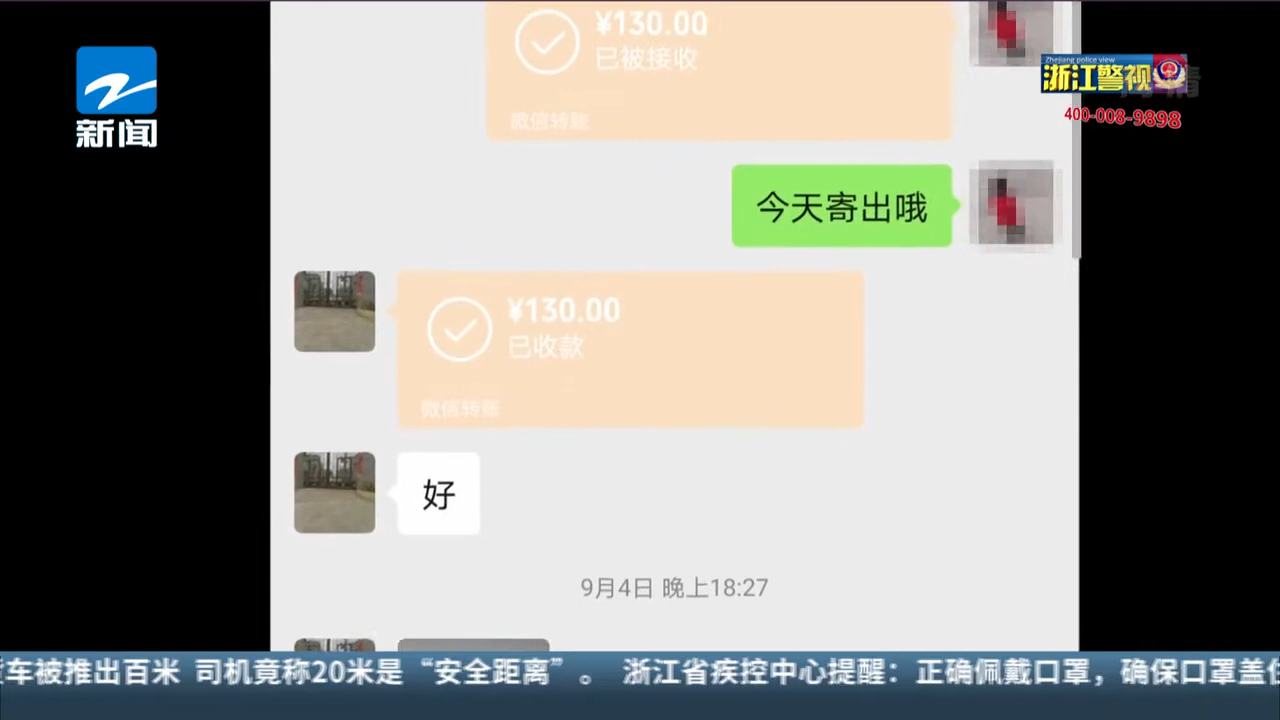 ¥130.00
已被接收
微信转账
Zhejiang police view
浙江警视
400-008-9898
新闻
今天寄出哦
¥130.00
已收款
微信转账
好
9月4日 晚上18:27
车被推出百米 司机竟称20米是“安全距离”。 浙江省疾控中心提醒：正确佩戴口罩，确保口罩盖住